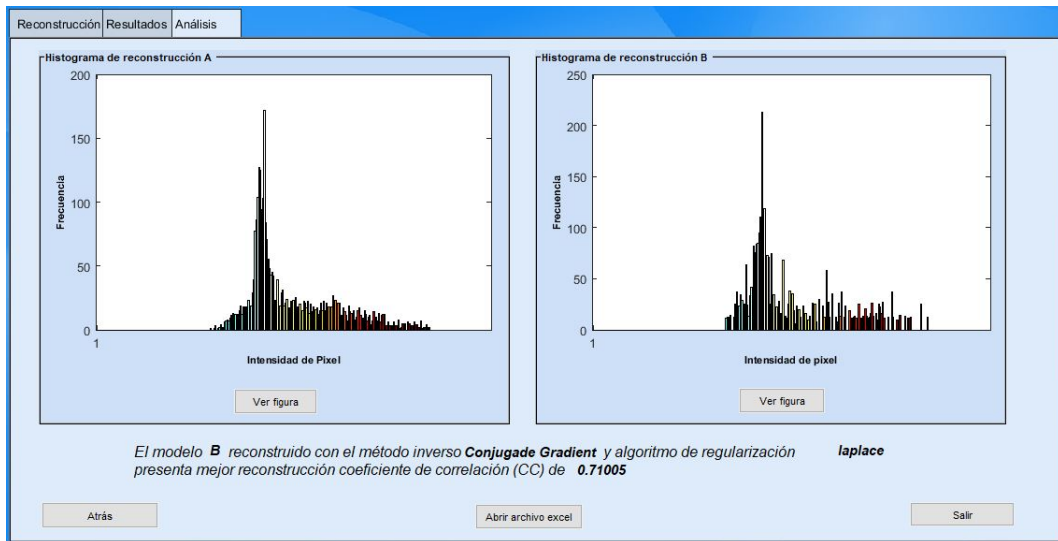 Reconstrucción Resultados Análisis
Histograma de reconstrucción A
200
150
100
50
0
1
Frecuencia
Intensidad de Pixel
Ver figura
Histograma de reconstrucción B
250
200
150
100
50
0
1
Frecuencia
Intensidad de pixel
Ver figura
El modelo B reconstruido con el método inverso Conjugade Gradient y algoritmo de regularización laplace
presenta mejor reconstrucción coeficiente de correlación (CC) de 0.71005
Atrás
Abrir archivo excel
Salir